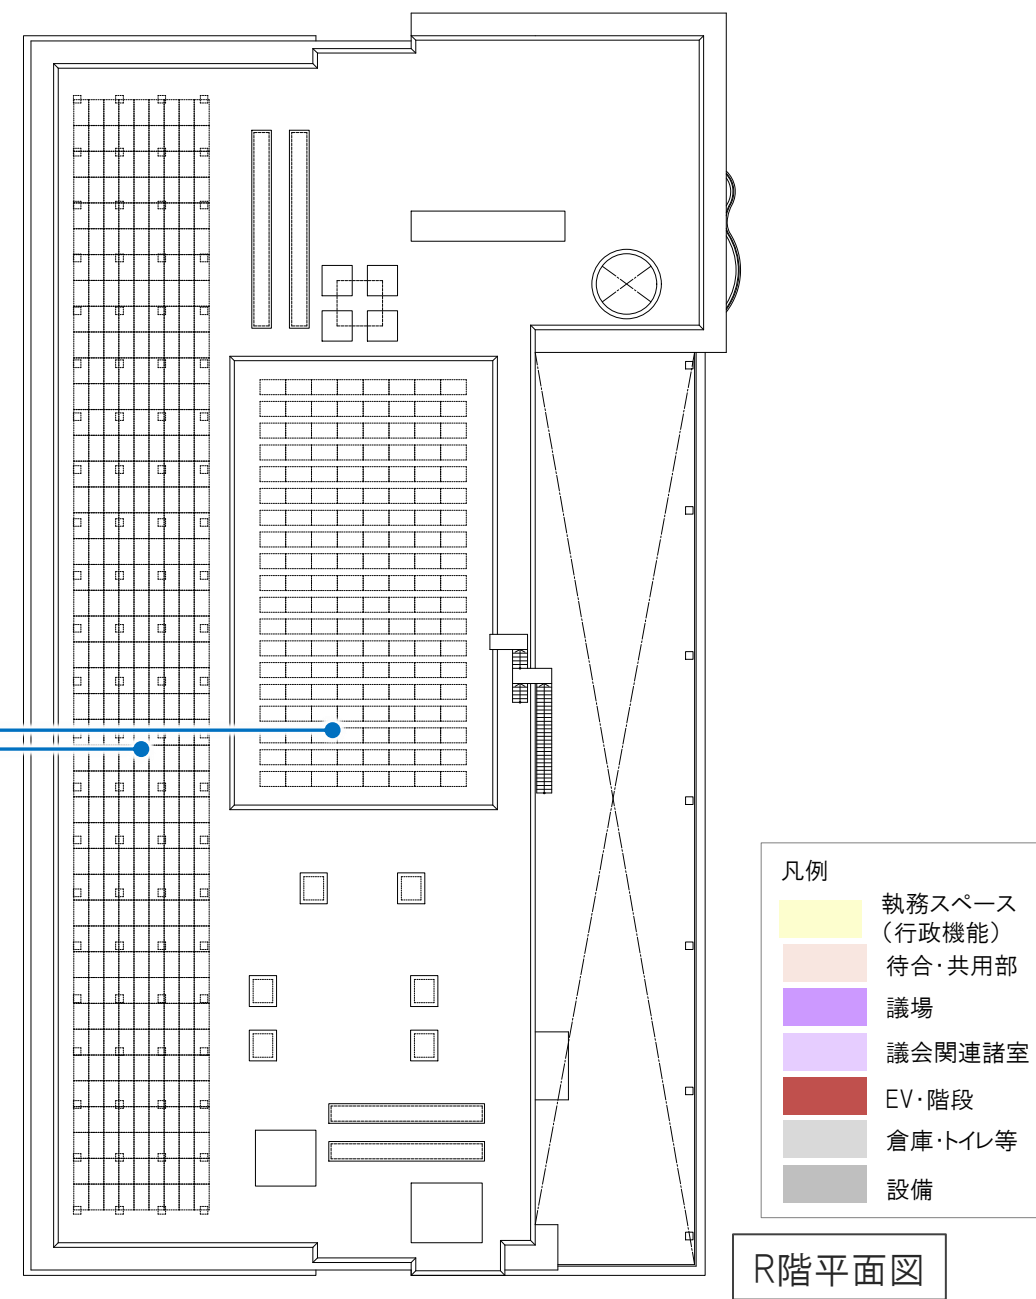 凡例
執務スペース
（行政機能）
待合・共用部
議場
議会関連諸室
EV・階段
倉庫・トイレ等
設備
R階平面図